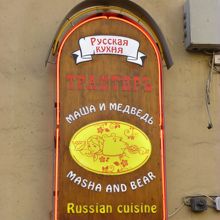 Русская
кухня
ТРАКТИРЪ
МАША И МЕДВЕДЬ
MASHA AND BEAR
Russian cuisine